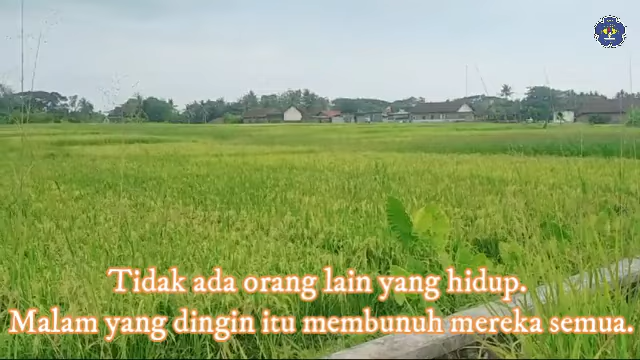 Tidak ada orang lain yang hidup.
Malam yang dingin itu membunuh mereka semua.